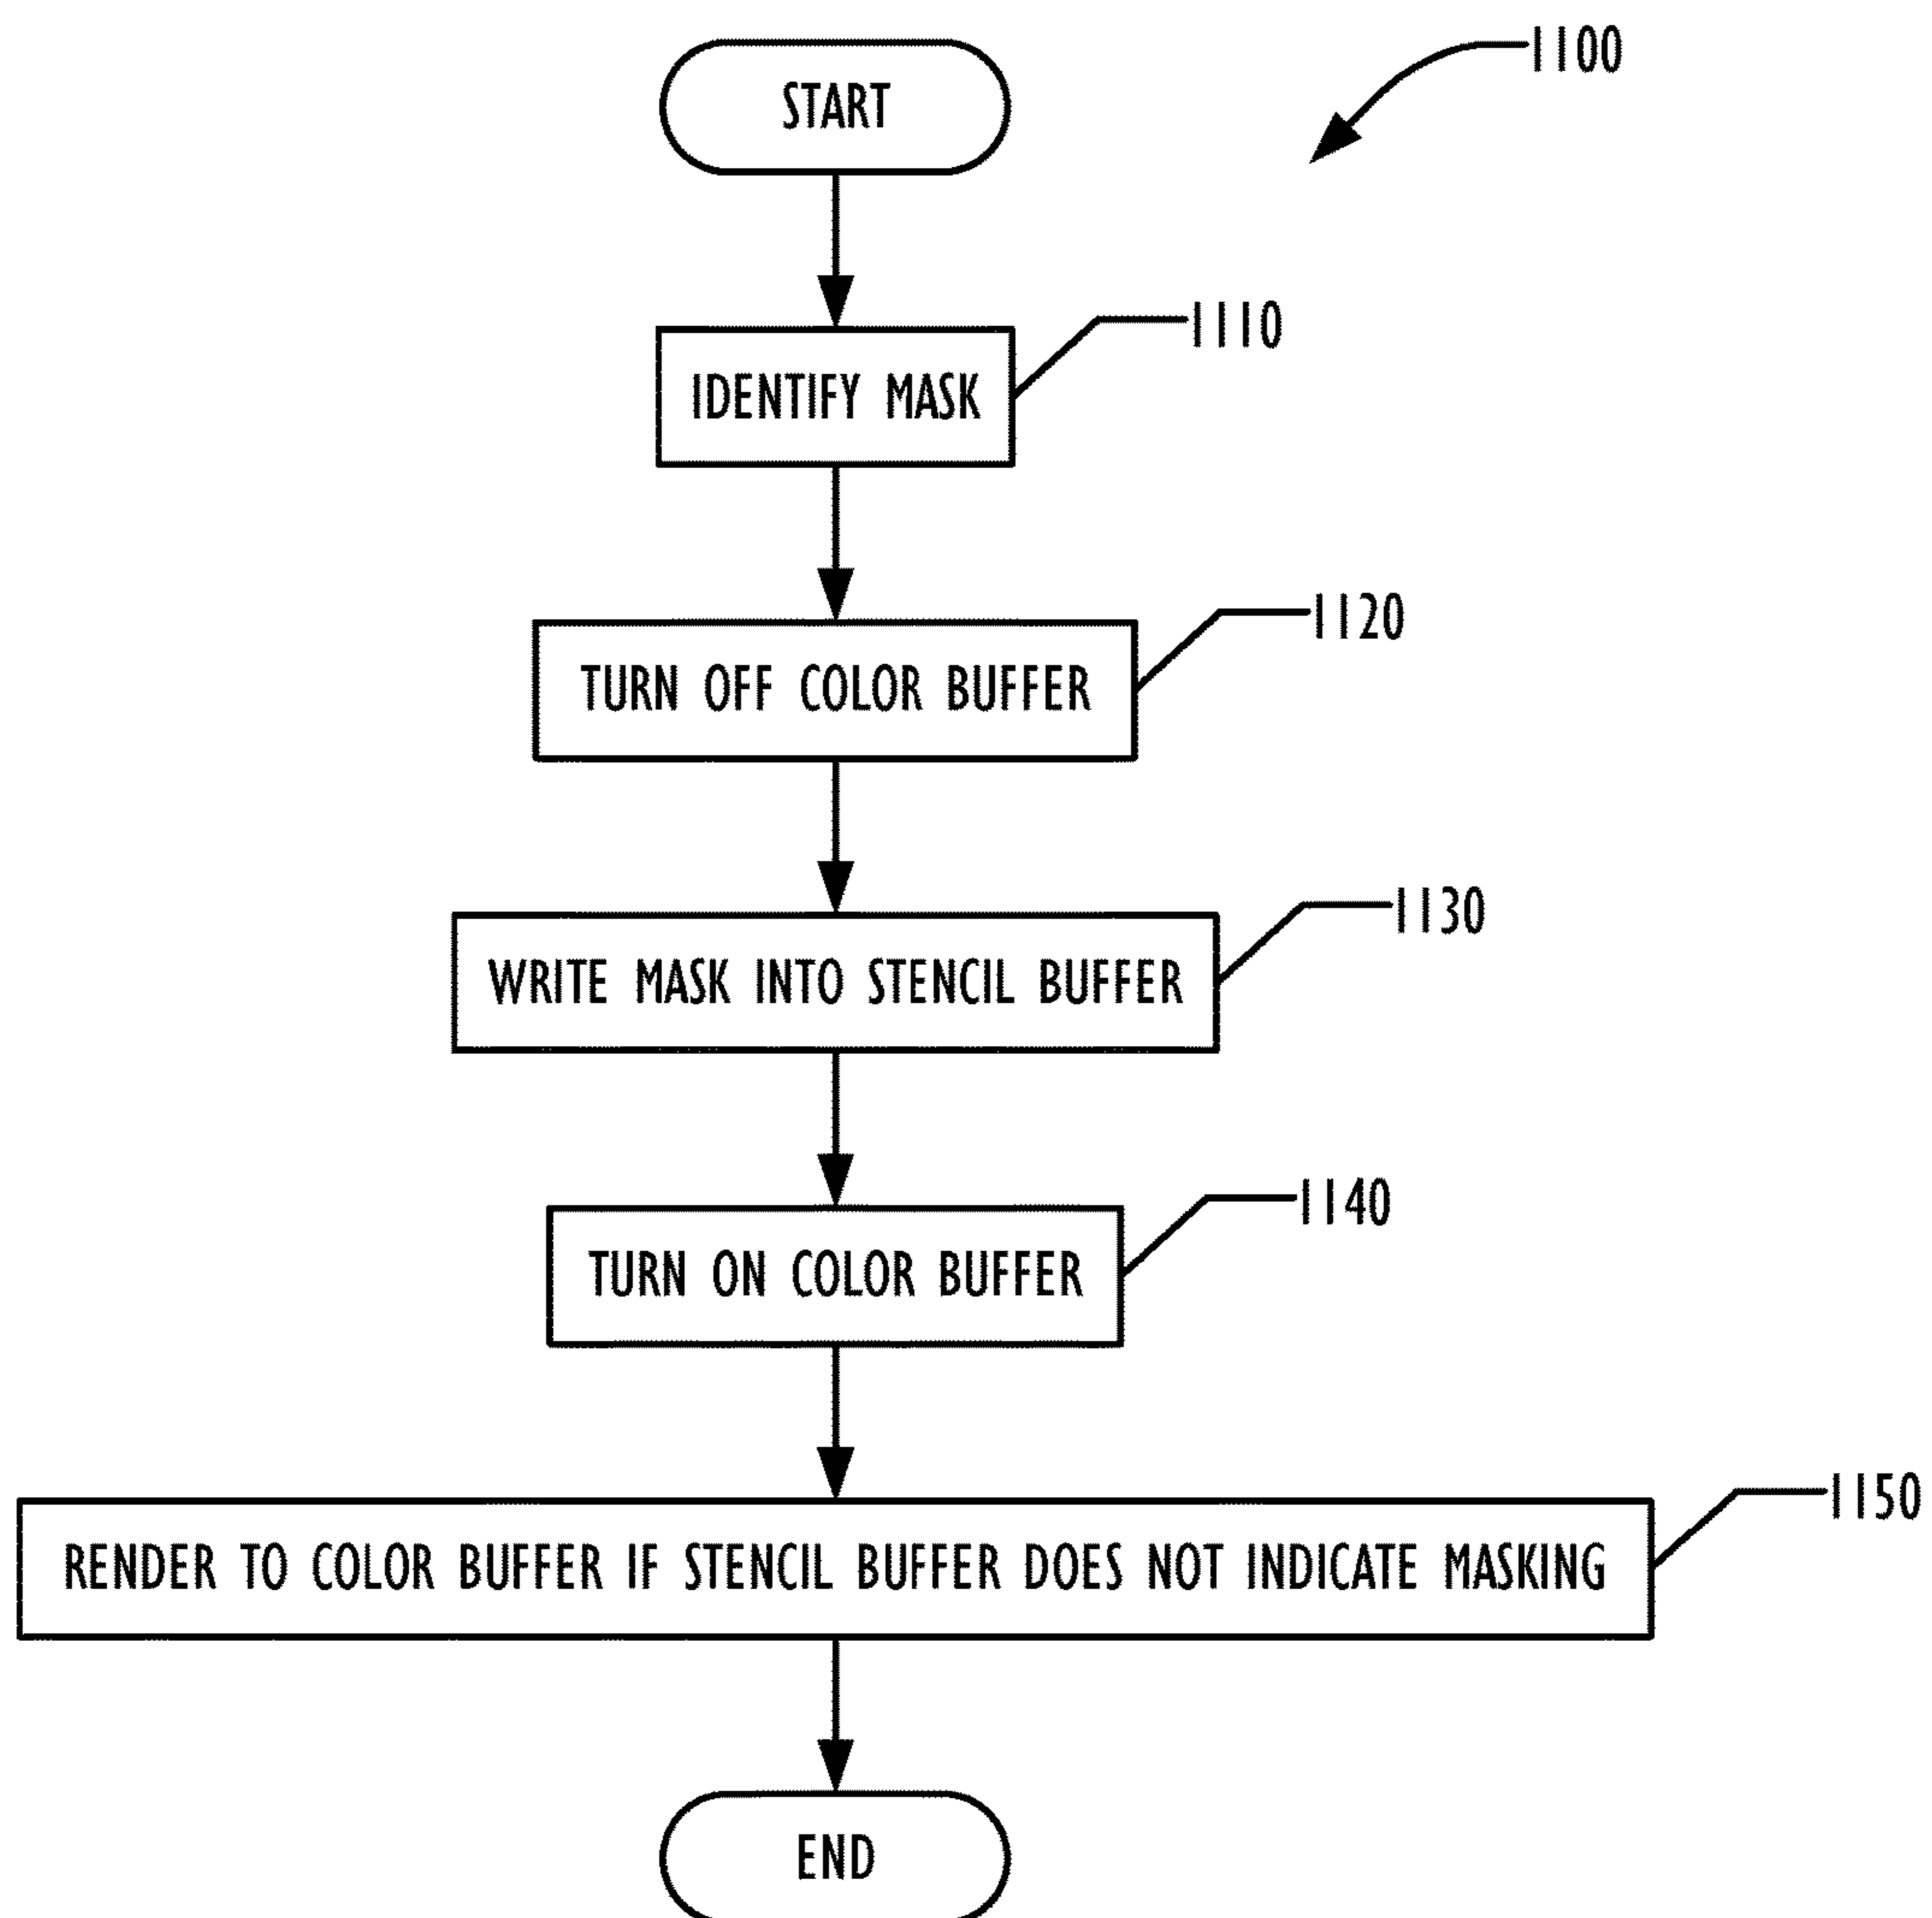 START
1100
IDENTIFY MASK
1110
TURN OFF COLOR BUFFER
1120
WRITE MASK INTO STENCIL BUFFER
1130
TURN ON COLOR BUFFER
1140
RENDER TO COLOR BUFFER IF STENCIL BUFFER DOES NOT INDICATE MASKING
1150
END